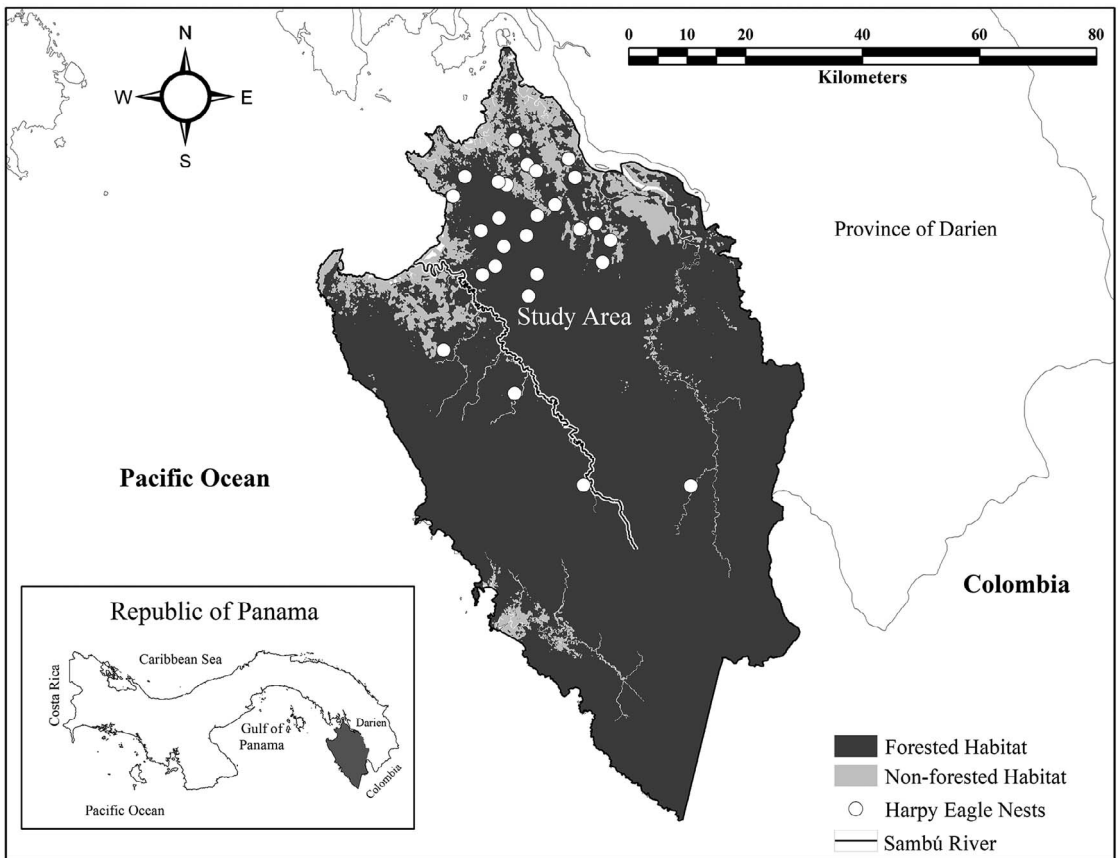 N
W
E
S
0 10 20 40 60 80
Kilometers
Province of Darien
Study Area
Pacific Ocean
Colombia
Republic of Panama
Caribbean Sea
Costa Rica
Gulf of
Panama
Darien
Colombia
Pacific Ocean
Forested Habitat
Non-forested Habitat
Harpy Eagle Nests
Sambú River